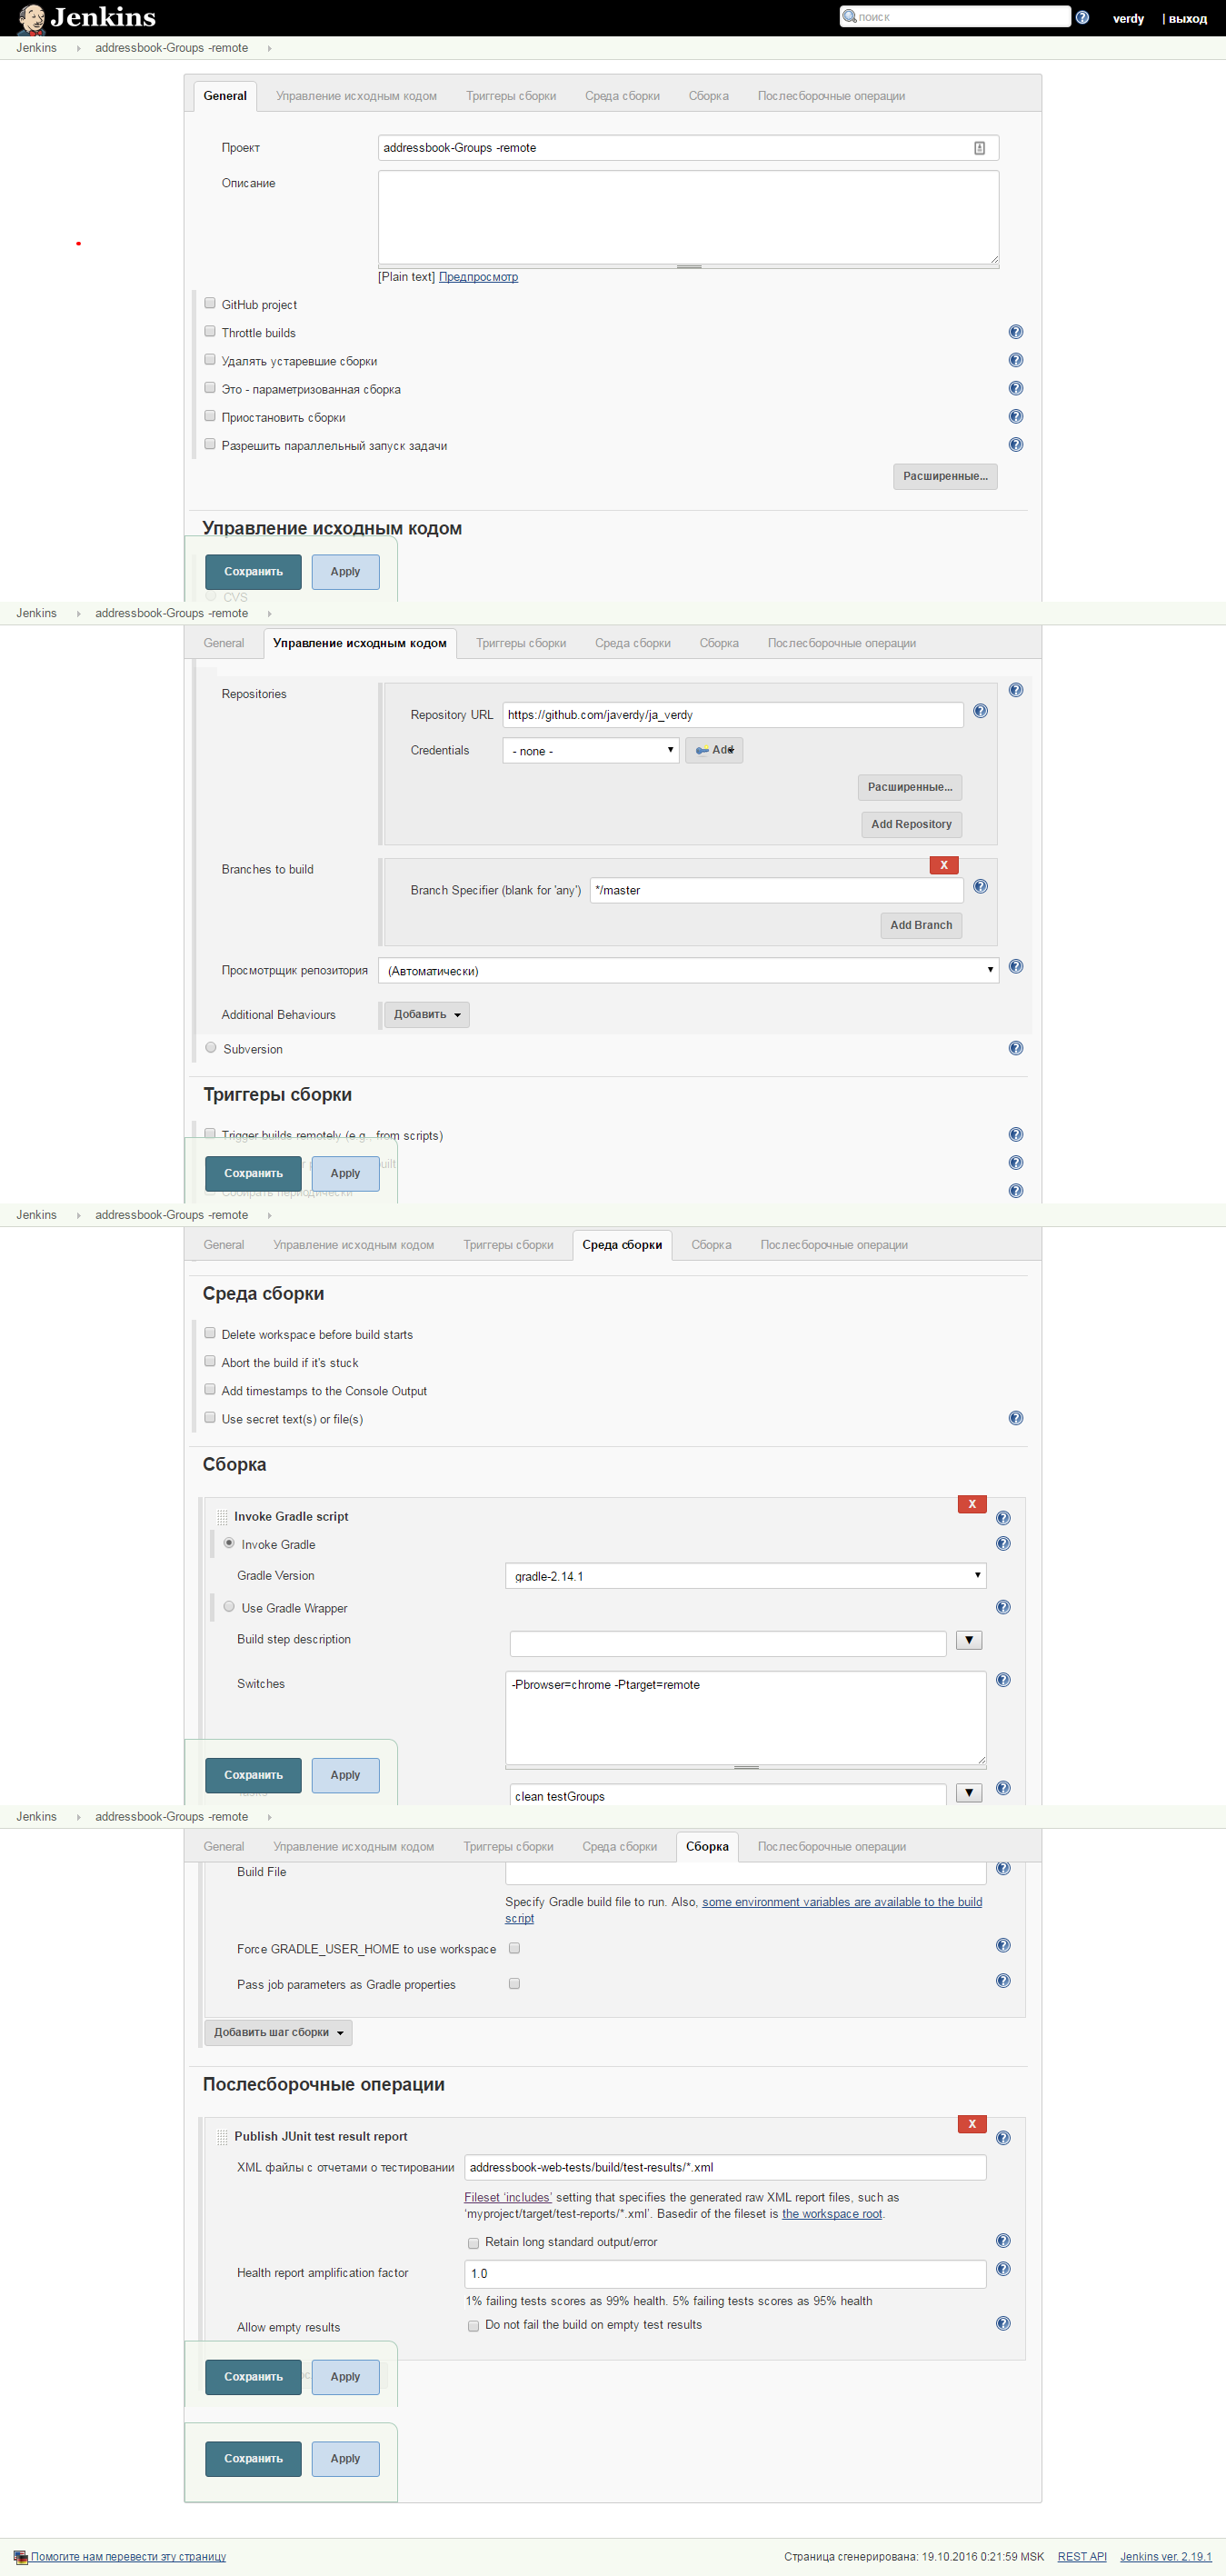 Jenkins
поиск
verdy | выход
Jenkins addressbook-Groups -remote
General Управление исходным кодом Триггеры сборки Среда сборки Сборка Послесборочные операции
Проект addressbook-Groups -remote
Описание
[Plain text] Предпросмотр
GitHub project
Throttle builds
Удалять устаревшие сборки
Это - параметризованная сборка
Приостановить сборки
Разрешить параллельный запуск задачи
Расширенные...
Управление исходным кодом
Сохранить Apply
CVS
Jenkins addressbook-Groups -remote
General Управление исходным кодом Триггеры сборки Среда сборки Сборка Послесборочные операции
Repositories
Repository URL https://github.com/javerdy/ja_verdy
Credentials - none - Add
Расширенные...
Add Repository
X
Branches to build
Branch Specifier (blank for 'any') */master
Add Branch
Просмотрщик репозитория (Автоматически)
Additional Behaviours Добавить
Subversion
Триггеры сборки
Trigger builds remotely (e.g., from scripts)
Сохранить Apply
Собирать периодически
Jenkins addressbook-Groups -remote
General Управление исходным кодом Триггеры сборки Среда сборки Сборка Послесборочные операции
Среда сборки
Delete workspace before build starts
Abort the build if it's stuck
Add timestamps to the Console Output
Use secret text(s) or file(s)
Сборка
X
Invoke Gradle script
Invoke Gradle
Gradle Version gradle-2.14.1
Use Gradle Wrapper
Build step description
Switches -Pbrowser=chrome -Ptarget=remote
Сохранить Apply
clean testGroups
Jenkins addressbook-Groups -remote
General Управление исходным кодом Триггеры сборки Среда сборки Сборка Послесборочные операции
Build File
Specify Gradle build file to run. Also, some environment variables are available to the build
script
Force GRADLE_USER_HOME to use workspace
Pass job parameters as Gradle properties
Добавить шаг сборки
Послесборочные операции
X
Publish JUnit test result report
XML файлы с отчетами о тестировании addressbook-web-tests/build/test-results/*.xml
Fileset 'includes' setting that specifies the generated raw XML report files, such as
'myproject/target/test-reports/*.xml'. Basedir of the fileset is the workspace root.
Retain long standard output/error
Health report amplification factor 1.0
1% failing tests scores as 99% health. 5% failing tests scores as 95% health
Allow empty results Do not fail the build on empty test results
Сохранить Apply
Сохранить Apply
Помогите нам перевести эту страницу
Страница сгенерирована: 19.10.2016 0:21:59 MSK REST API Jenkins ver. 2.19.1